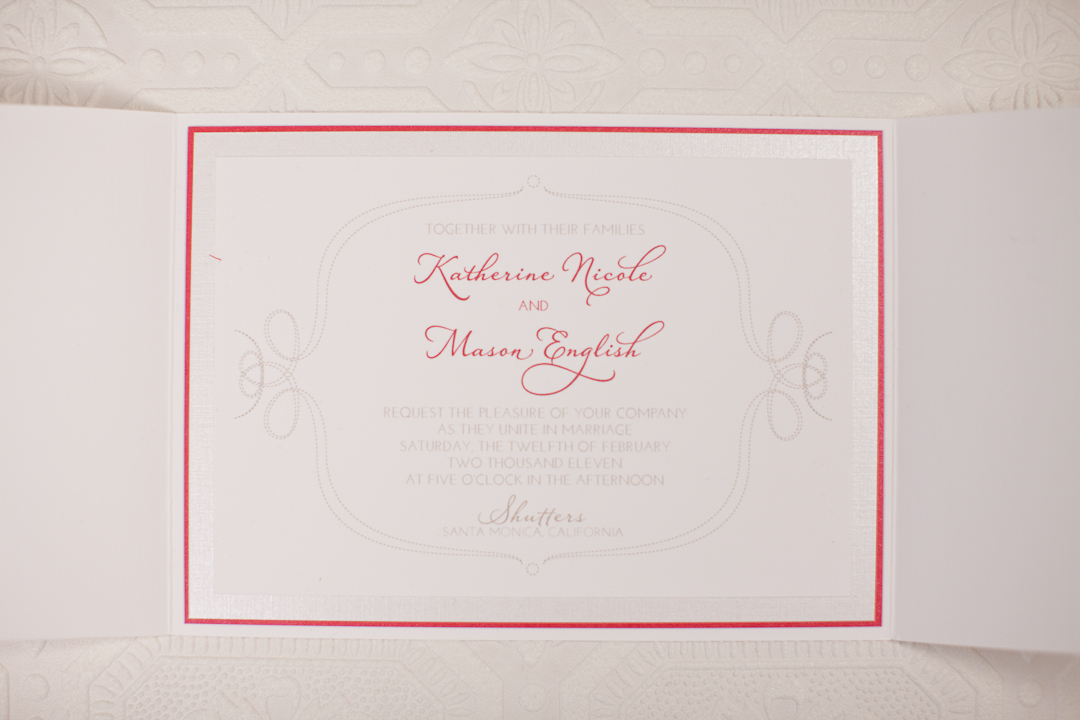 TOGETHER WITH THEIR FAMILIES
Katherine Nicole
AND
Mason English
REQUEST THE PLEASURE OF YOUR COMPANY
AS THEY UNITE IN MARRIAGE
SATURDAY, THE TWELFTH OF FEBRUARY
TWO THOUSAND ELEVEN
AT FIVE O'CLOCK IN THE AFTERNOON
Shutters
SANTA MONICA, CALIFORNIA